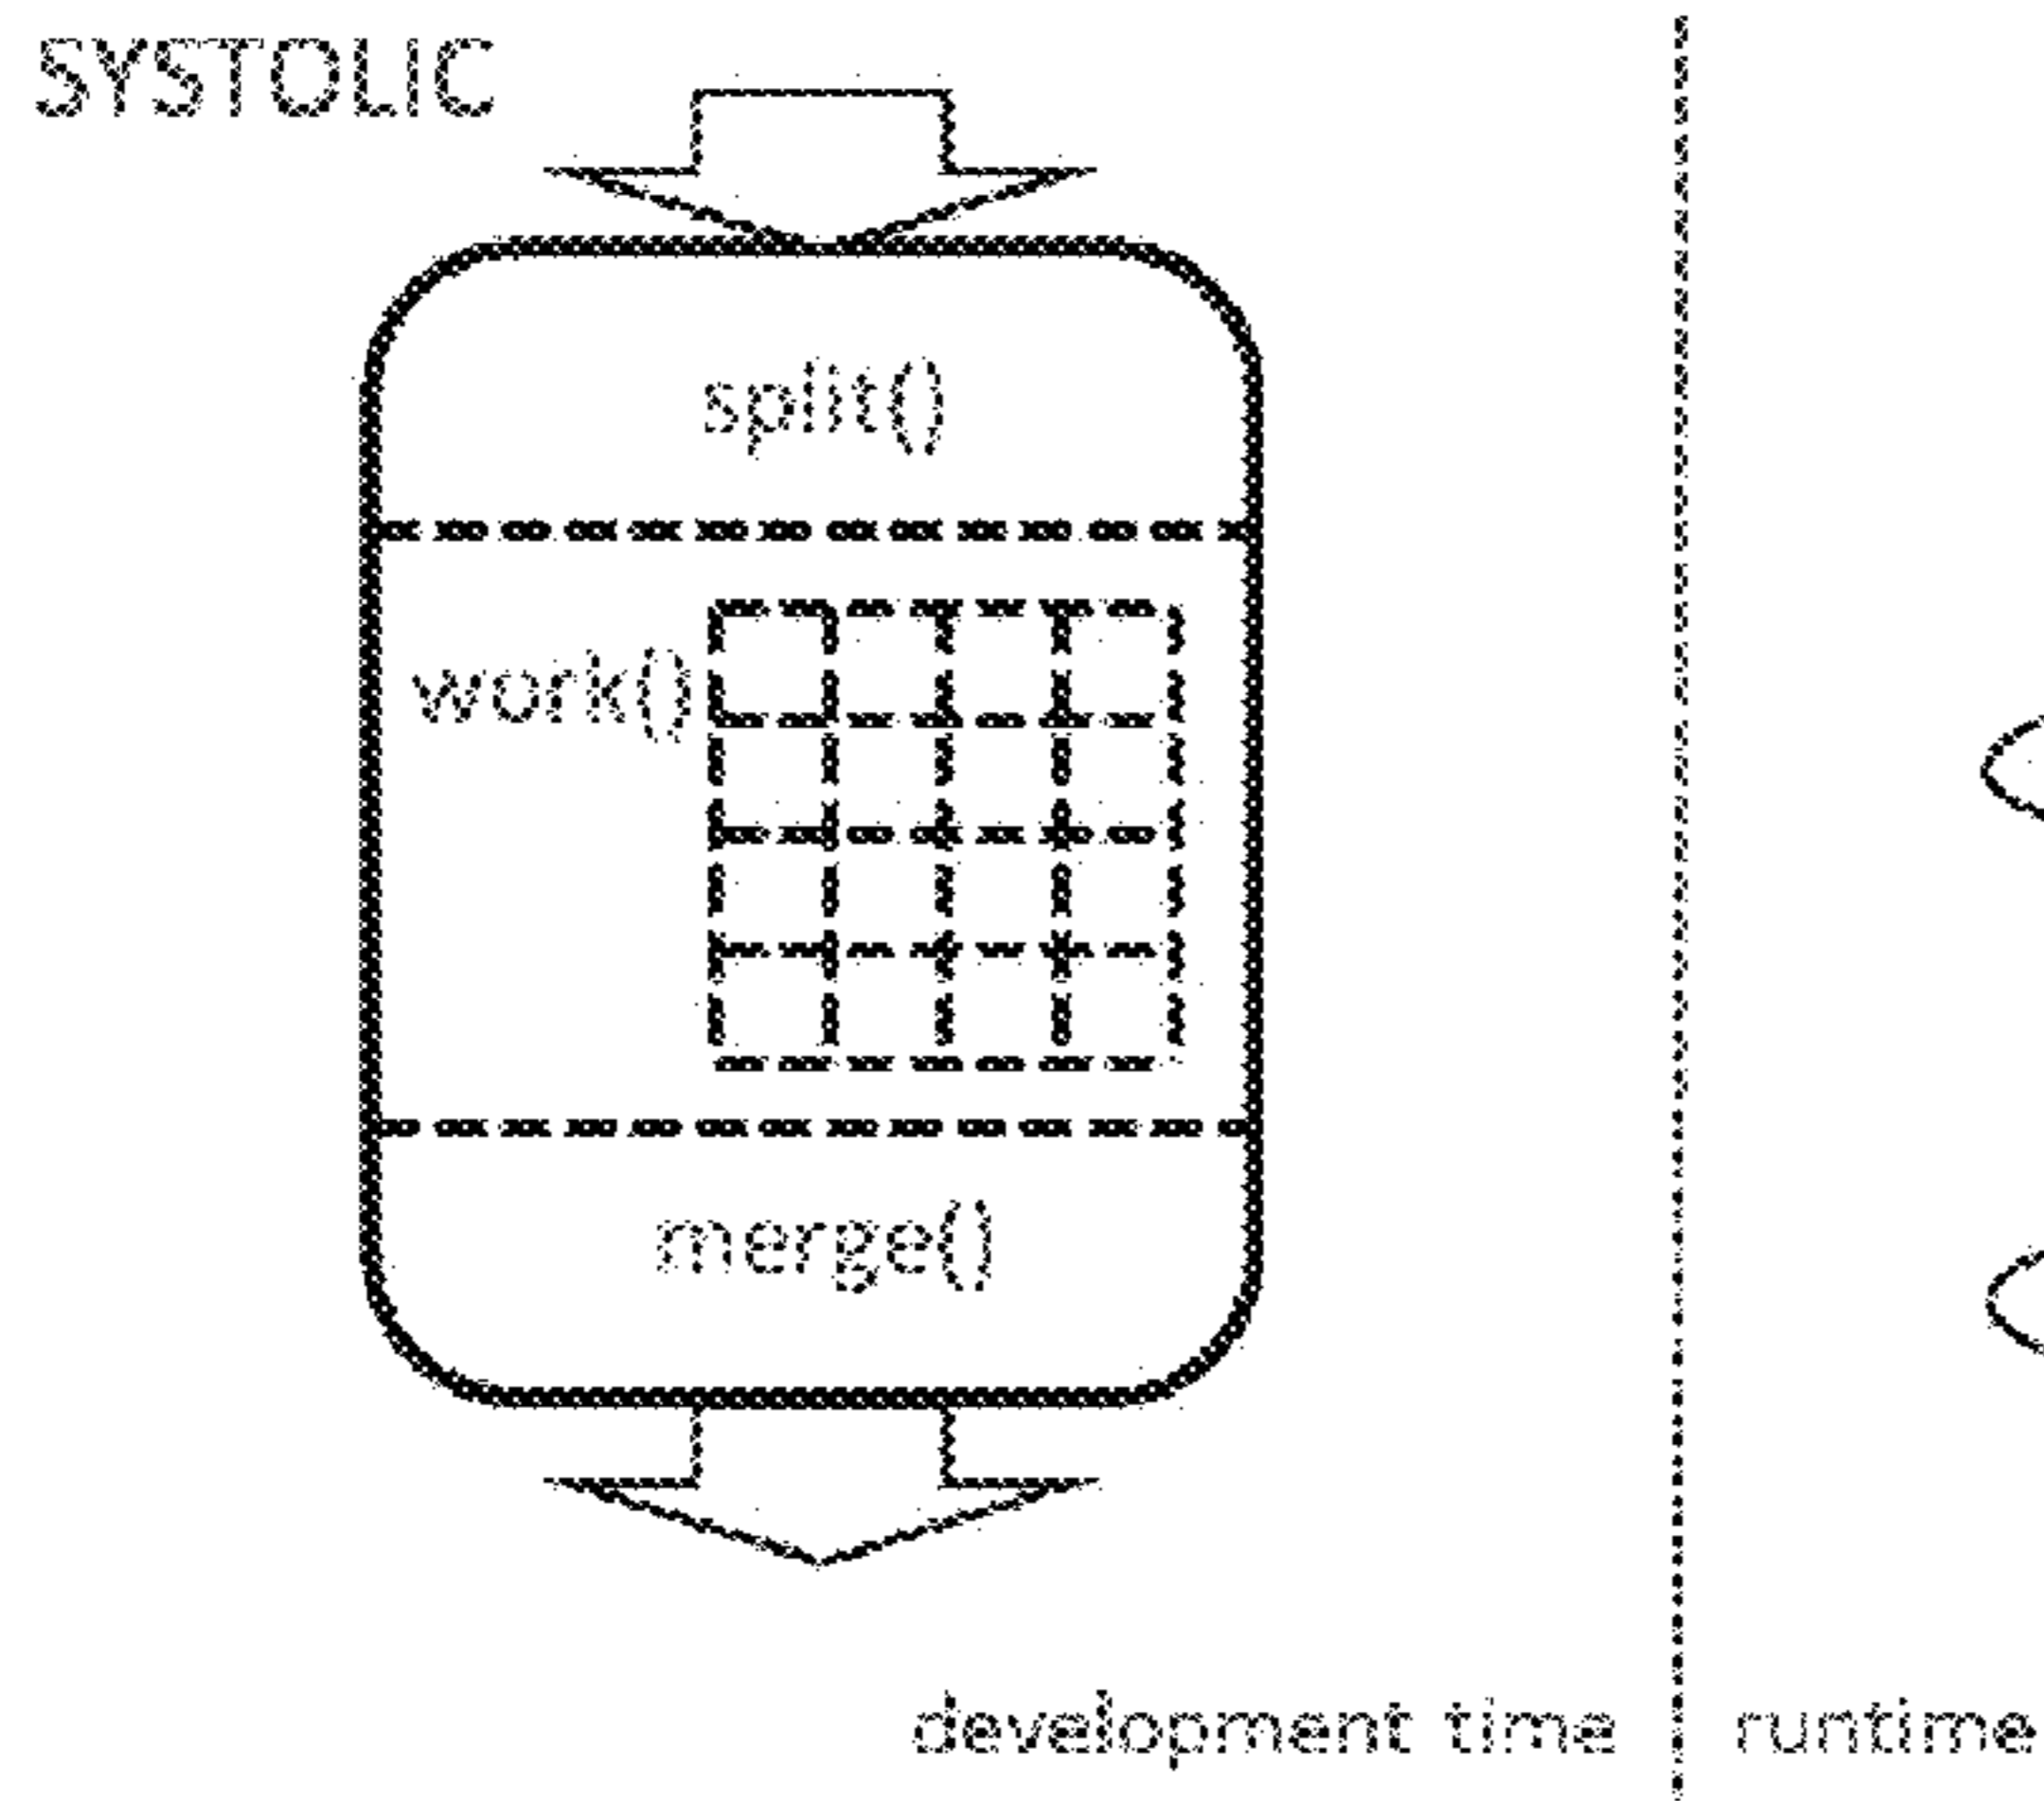 SYSTOLIC
split()
work()
merge()
development time
runtime